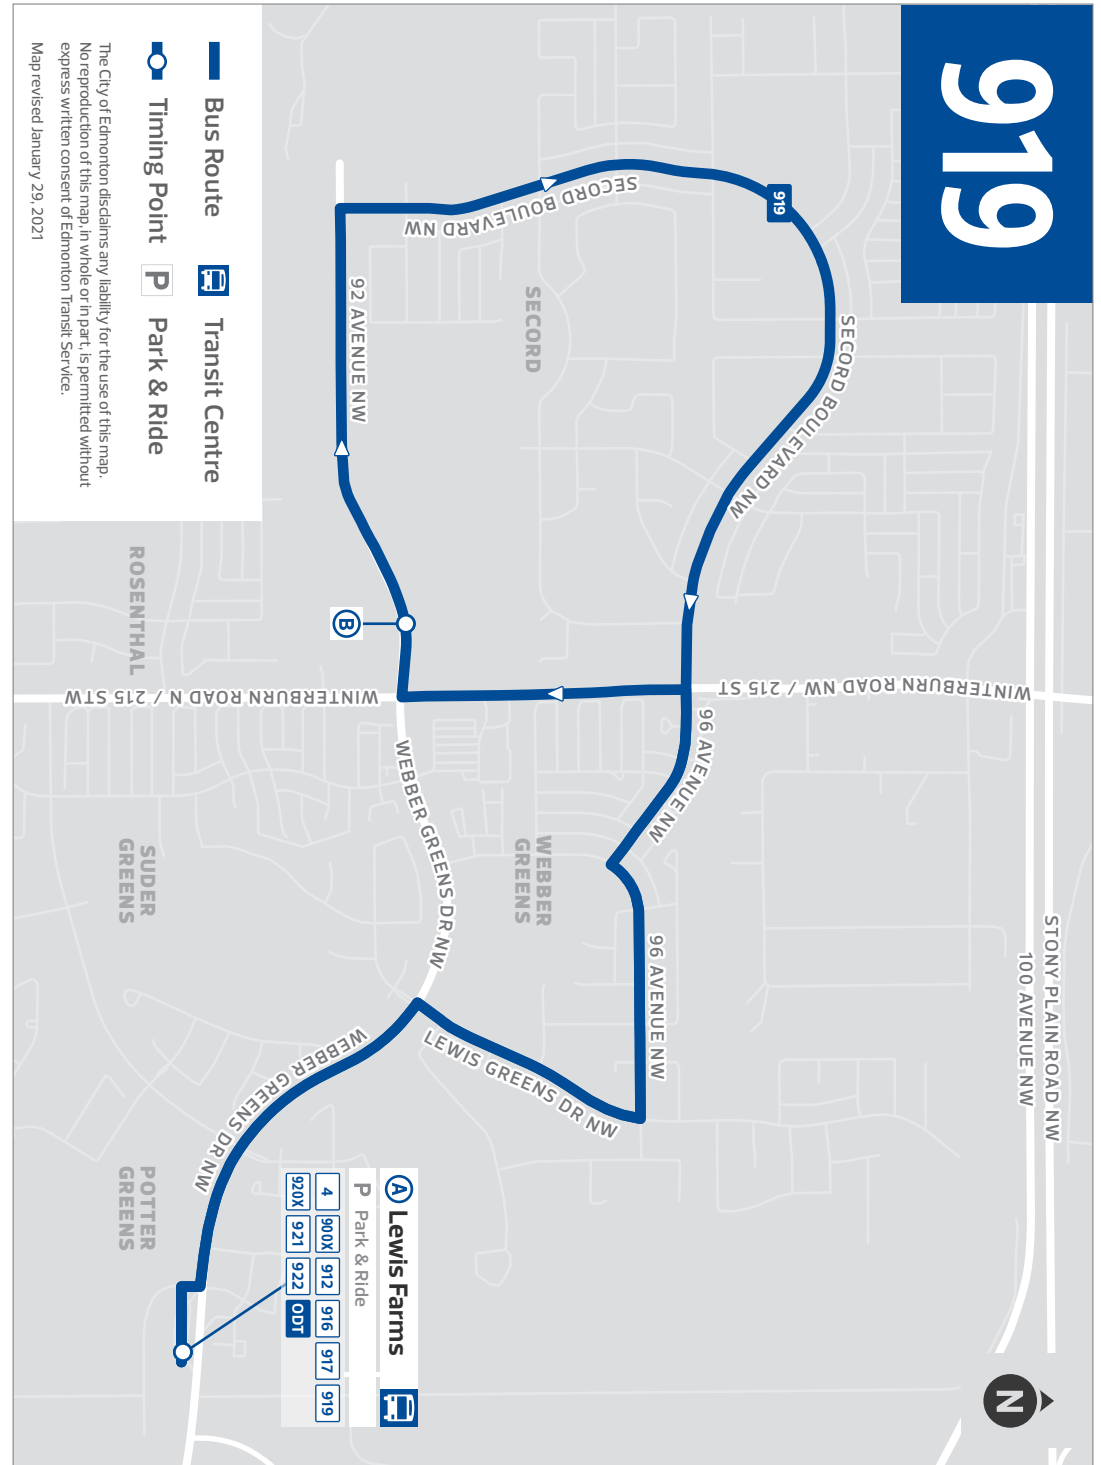 919
STONY PLAIN ROAD NW
100 AVENUE NW
N
919
SECORD BOULEVARD NW
SECORD BOULEVARD NW
SECORD
92 AVENUE NW
B
WINTERBURN ROAD NW / 215 ST
WINTERBURN ROAD N / 215 STW
96 AVENUE NW
96 AVENUE NW
WEBBER
GREENS
WEBBER GREENS DR NW
LEWIS GREENS DR NW
WEBBER GREENS DR NW
ROSENTHAL
SUDER
GREENS
POTTER
GREENS
A Lewis Farms
P Park & Ride
4 900X 912 916 917 919
920X 921 922 ODT
Bus Route
Transit Centre
Timing Point
P Park & Ride
The City of Edmonton disclaims any liability for the use of this map.
No reproduction of this map, in whole or in part, is permitted without
express written consent of Edmonton Transit Service.
Map revised January 29, 2021